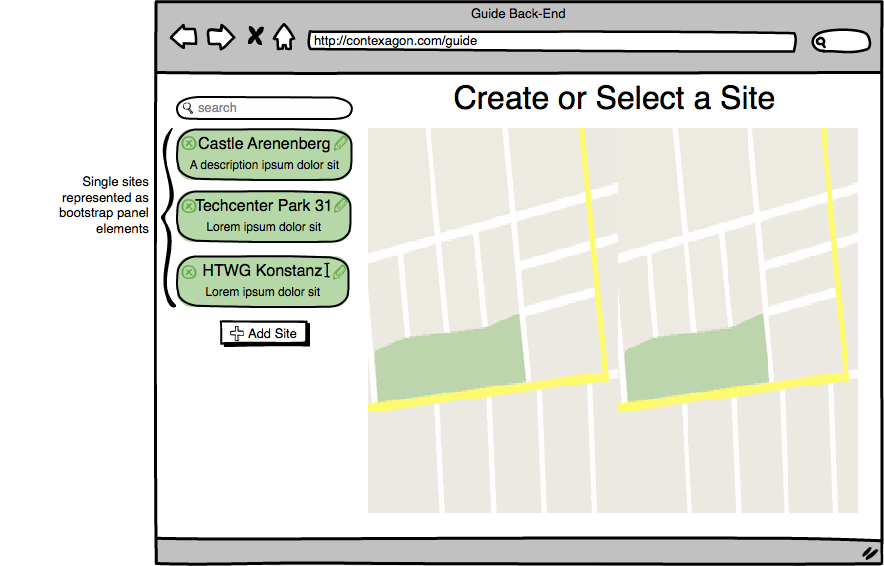 Guide Back-End
http://contexagon.com/guide
Create or Select a Site
search
Castle Arenenberg
A description ipsum dolor sit
Single sites
represented as
bootstrap panel
elements
Techcenter Park 31
Lorem ipsum dolor sit
HTWG Konstanz
Lorem ipsum dolor sit
Add Site